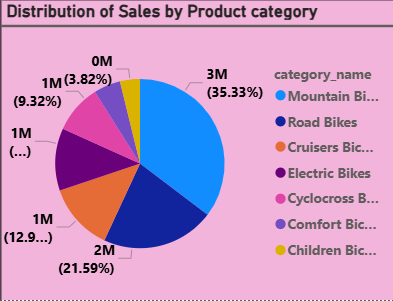 Distribution of Sales by Product category
0M
(3.82%)
3M
(35.33%)
1M
(9.32%)
1M
(...)
1M
(12.9...)
2M
(21.59%)
category_name
Mountain Bi...
Road Bikes
Cruisers Bic...
Electric Bikes
Cyclocross B...
Comfort Bic...
Children Bic...